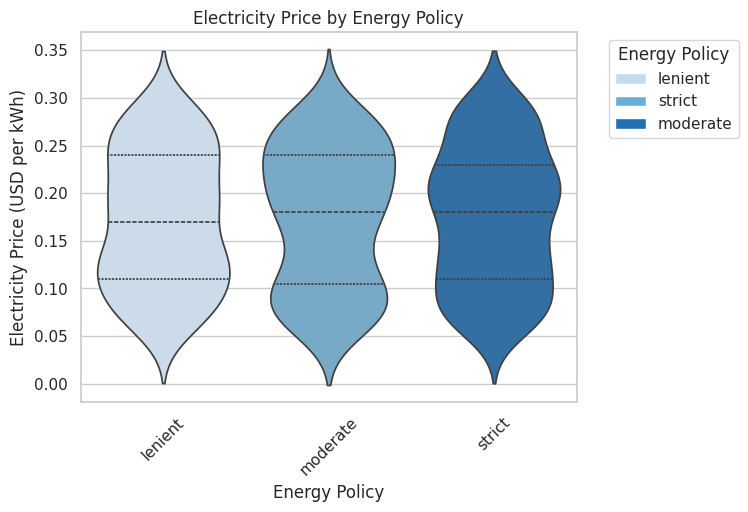 Electricity Price by Energy Policy
Electricity Price (USD per kWh)
0.35
0.30
0.25
0.20
0.15
0.10
0.05
0.00
lenient
moderate
strict
Energy Policy
Energy Policy
lenient
strict
moderate